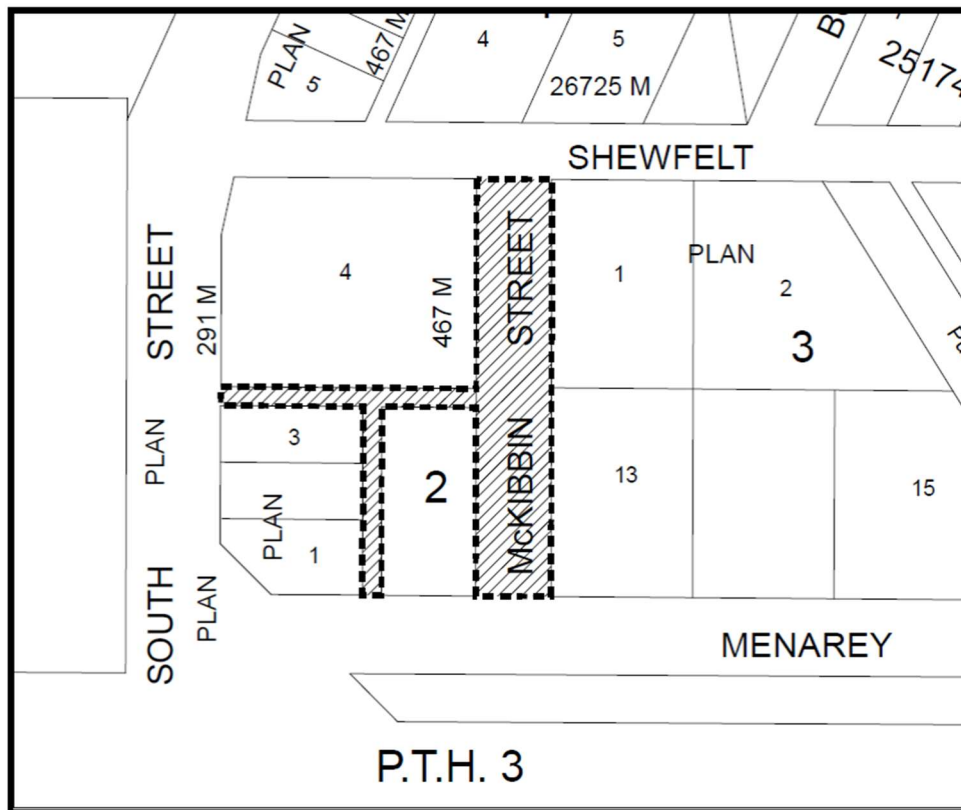 PLAN
467 M
5
4
5
26725 M
25174
SHEWFELT
STREET
291 M
4
467 M
STREET
1
PLAN
2
3
PLAN
3
2
McKIBBIN
13
15
PLAN
1
SOUTH
PLAN
MENAREY
P.T.H. 3